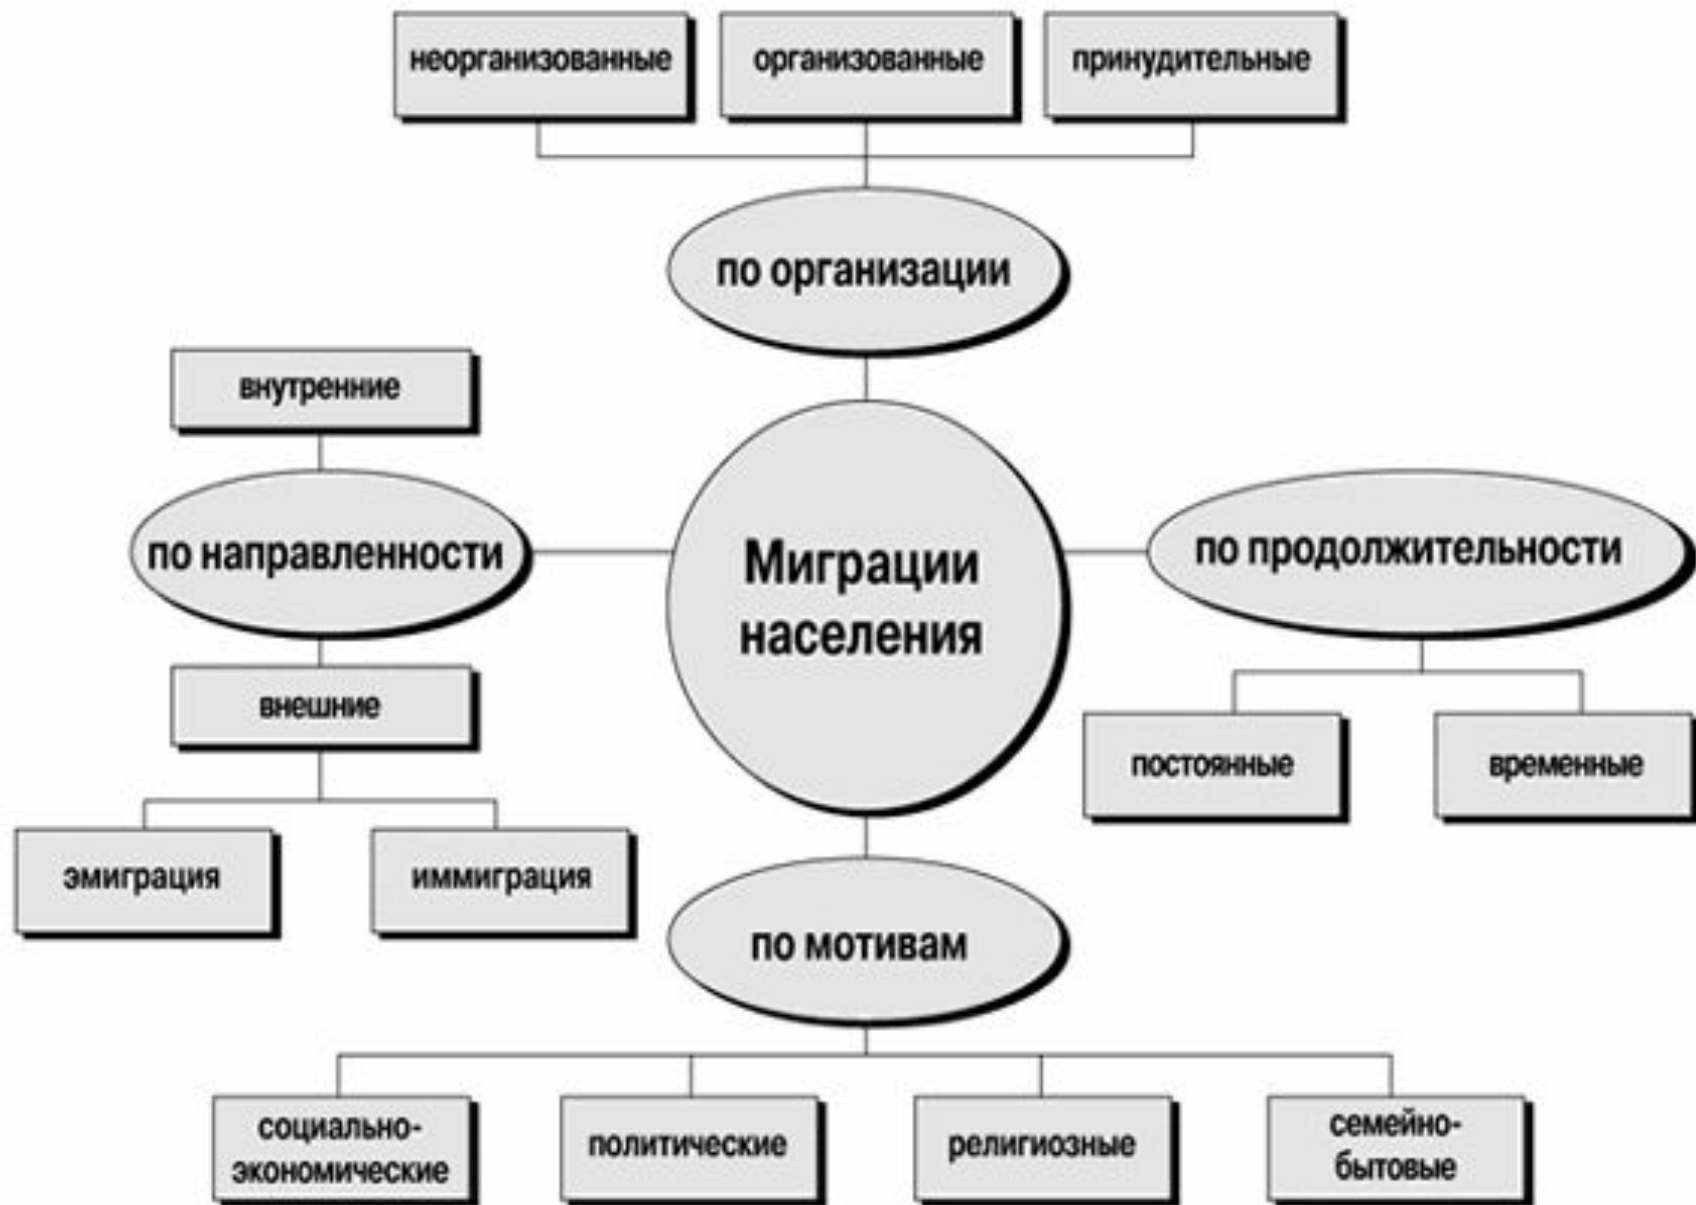 неорганизованные
организованные
принудительные
по организации
внутренние
по направленности
внешние
эмиграция
иммиграция
Миграции
населения
по продолжительности
постоянные
временные
по мотивам
социально-
экономические
политические
религиозные
семейно-
бытовые